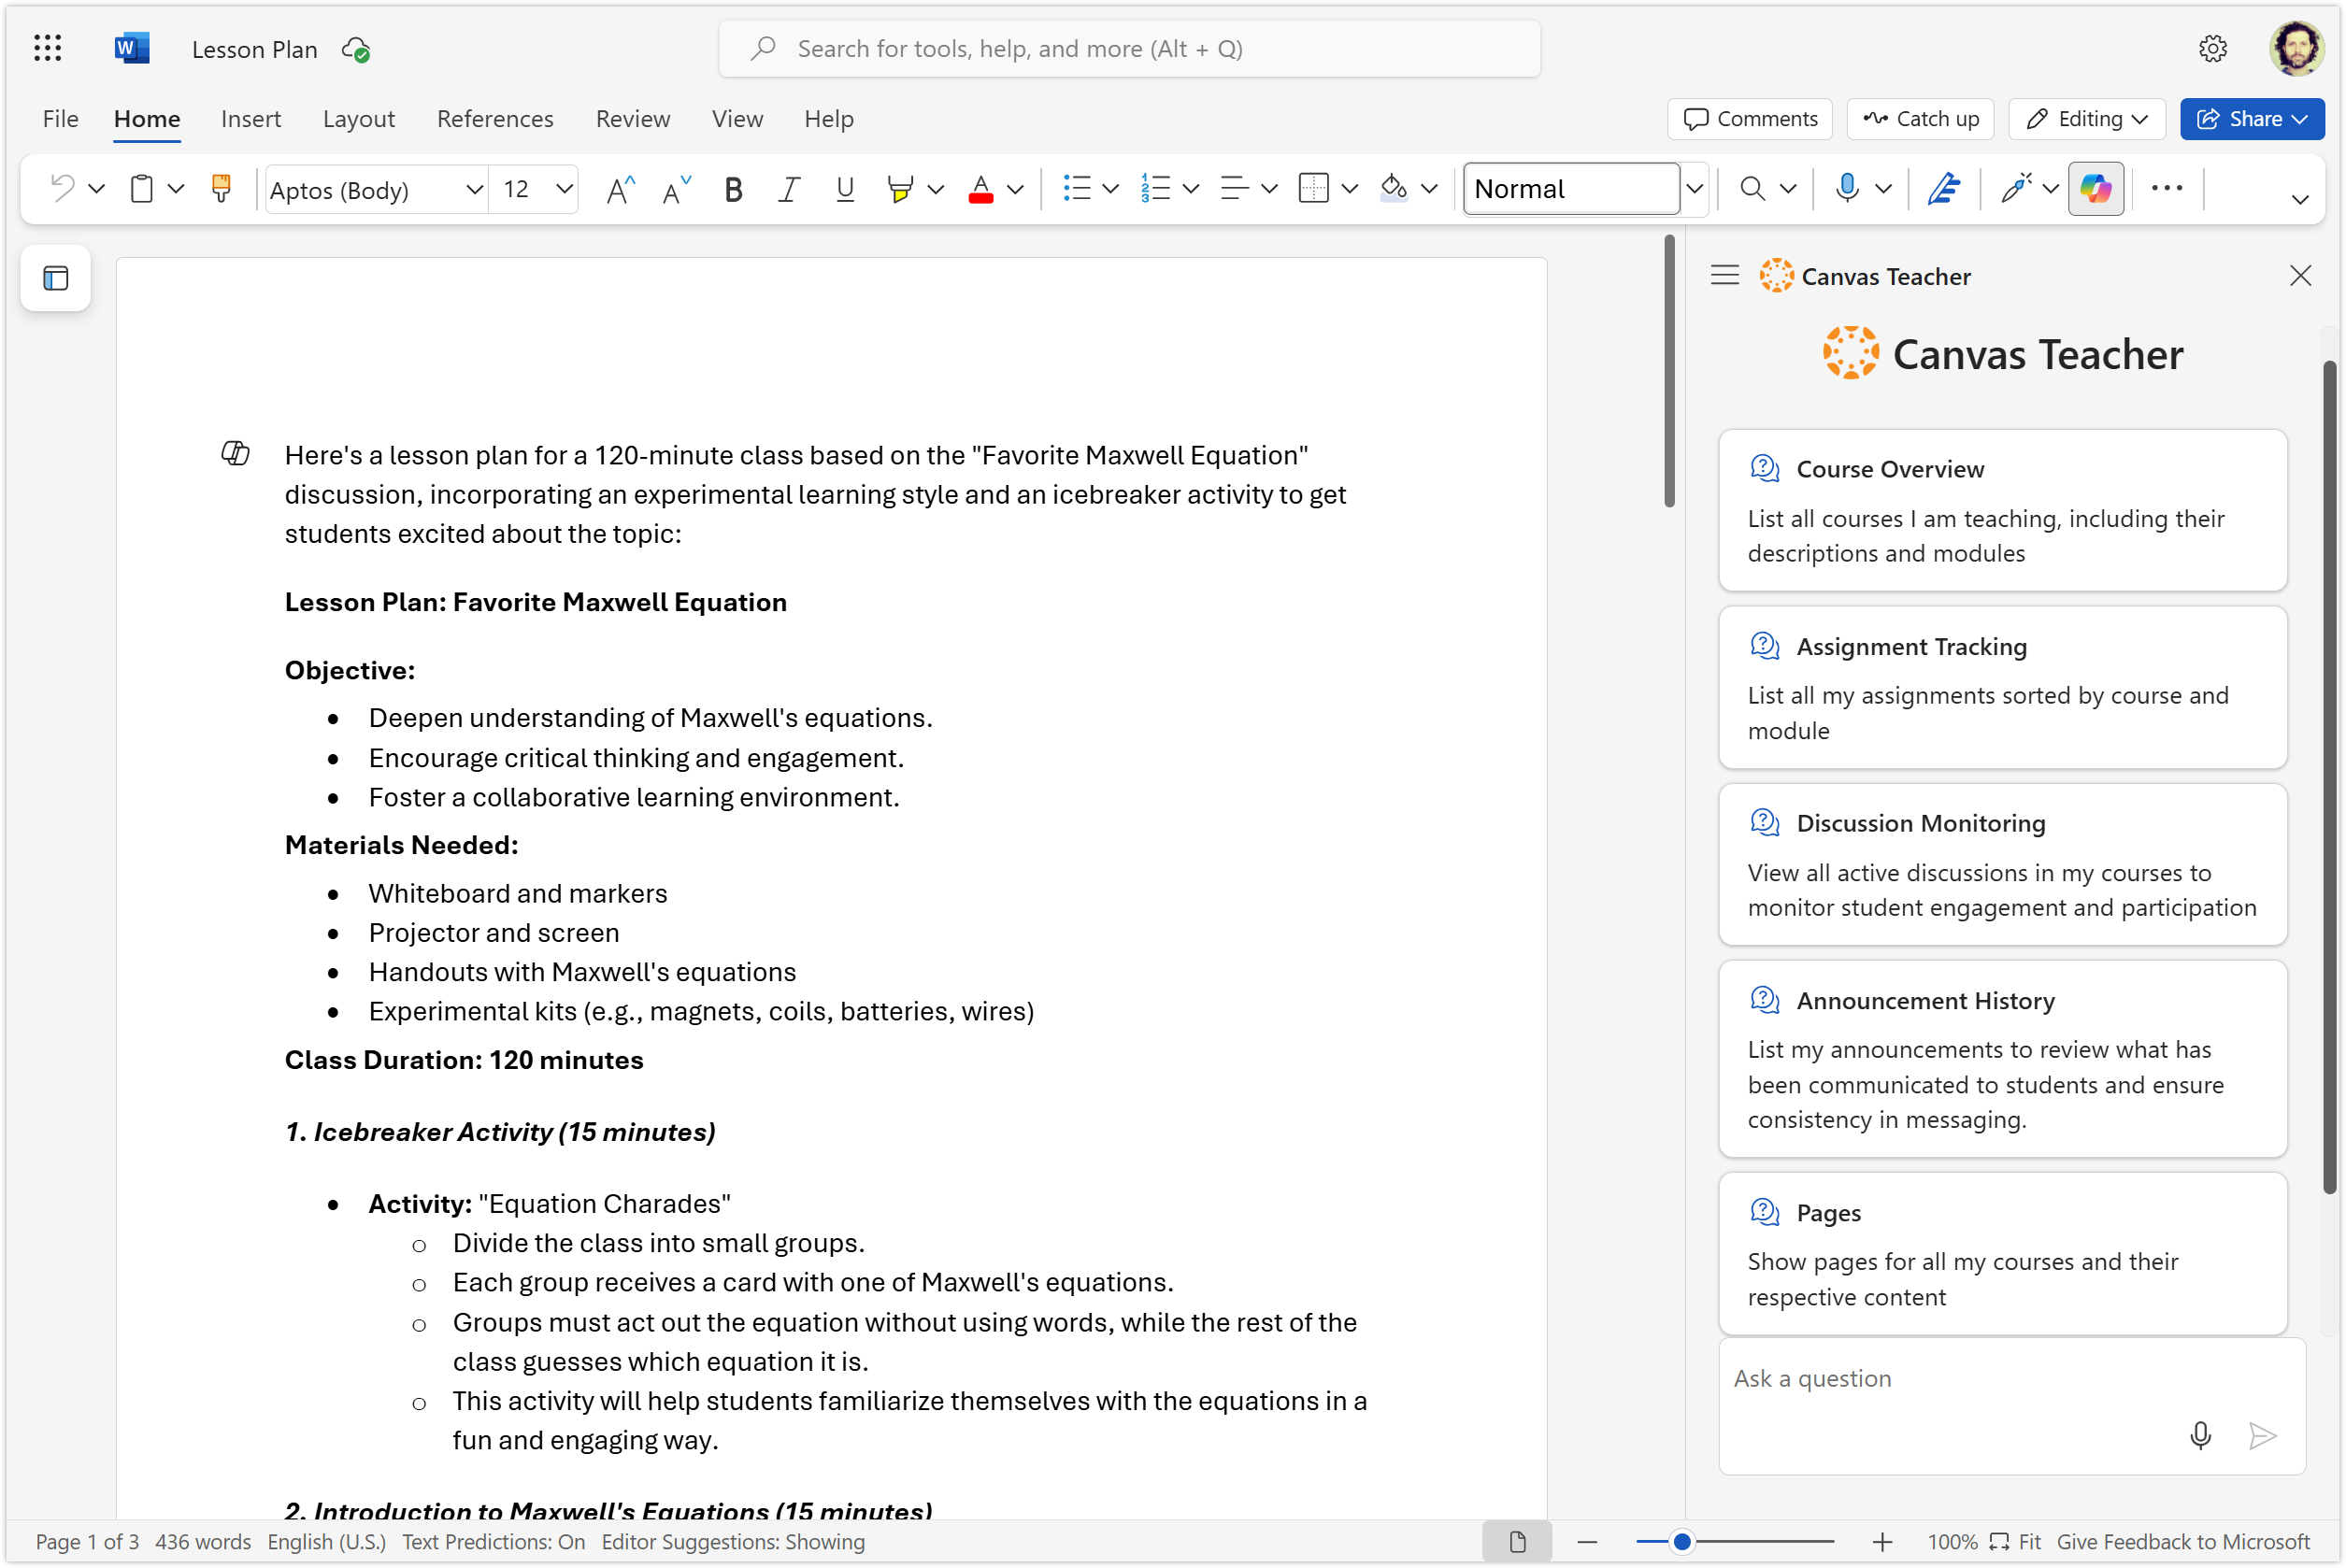 Lesson Plan
Search for tools, help, and more (Alt + Q)
File Home Insert Layout References Review View Help
Comments Catch up Editing Share
Aptos (Body) 12 Normal
Here's a lesson plan for a 120-minute class based on the "Favorite Maxwell Equation"
discussion, incorporating an experimental learning style and an icebreaker activity to get
students excited about the topic:
Lesson Plan: Favorite Maxwell Equation
Objective:
• Deepen understanding of Maxwell's equations.
• Encourage critical thinking and engagement.
• Foster a collaborative learning environment.
Materials Needed:
• Whiteboard and markers
• Projector and screen
• Handouts with Maxwell's equations
• Experimental kits (e.g., magnets, coils, batteries, wires)
Class Duration: 120 minutes
1. Icebreaker Activity (15 minutes)
• Activity: "Equation Charades"
o Divide the class into small groups.
o Each group receives a card with one of Maxwell's equations.
o Groups must act out the equation without using words, while the rest of the
class guesses which equation it is.
o This activity will help students familiarize themselves with the equations in a
fun and engaging way.
2. Introduction to Maxwell's Equations (15 minutes)
Canvas Teacher
Canvas Teacher
Course Overview
List all courses I am teaching, including their
descriptions and modules
Assignment Tracking
List all my assignments sorted by course and
module
Discussion Monitoring
View all active discussions in my courses to
monitor student engagement and participation
Announcement History
List my announcements to review what has
been communicated to students and ensure
consistency in messaging.
Pages
Show pages for all my courses and their
respective content
Ask a question
Page 1 of 3 436 words English (U.S.) Text Predictions: On Editor Suggestions: Showing
100% Fit Give Feedback to Microsoft